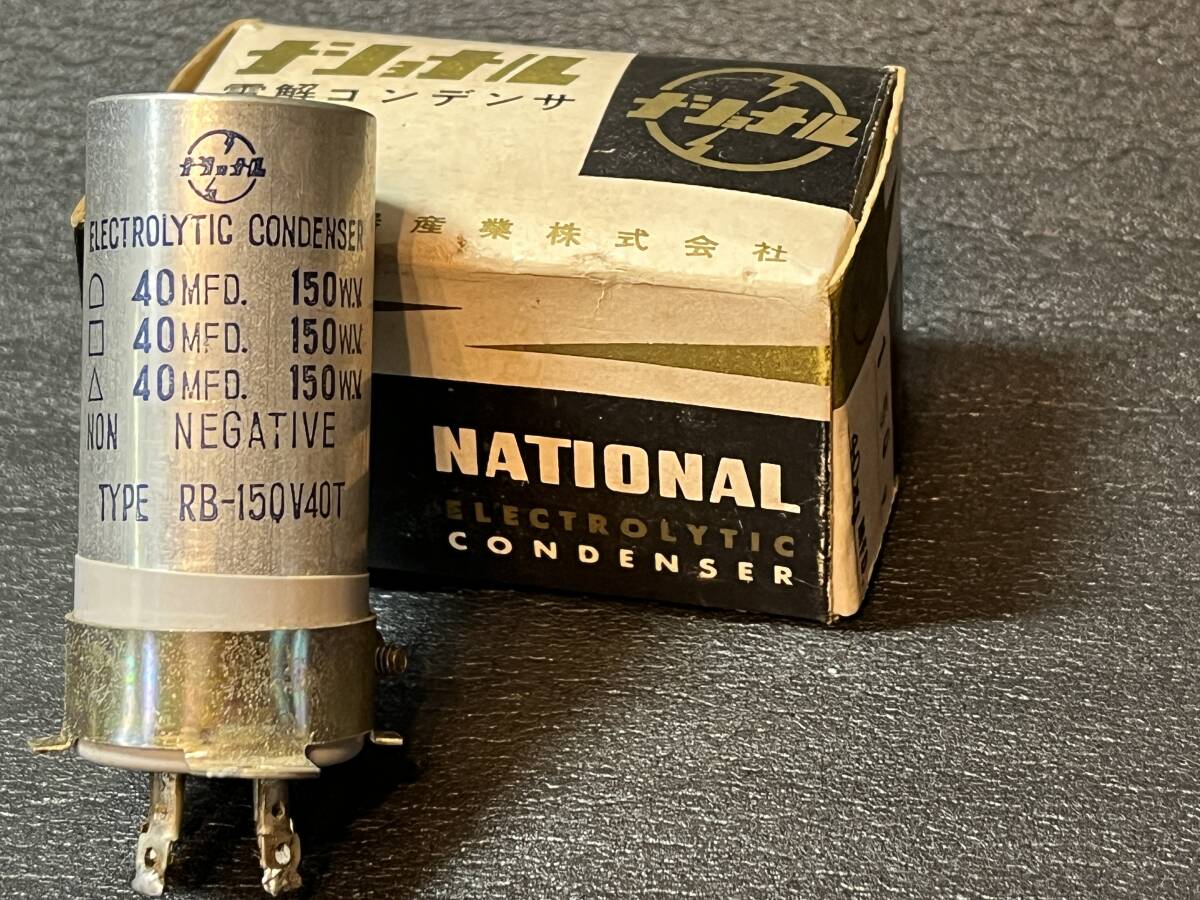 ナショナル
電解コンデンサ
ナショナル
産業株式会社
NATIONAL
ELECTROLYTIC
CONDENSER
ナショナル
ELECTROLYTIC CONDENSER
40 MFD. 150 W.V.
40 MFD. 150 W.V.
40 MFD. 150 W.V.
NON NEGATIVE
TYPE RB-150V40T